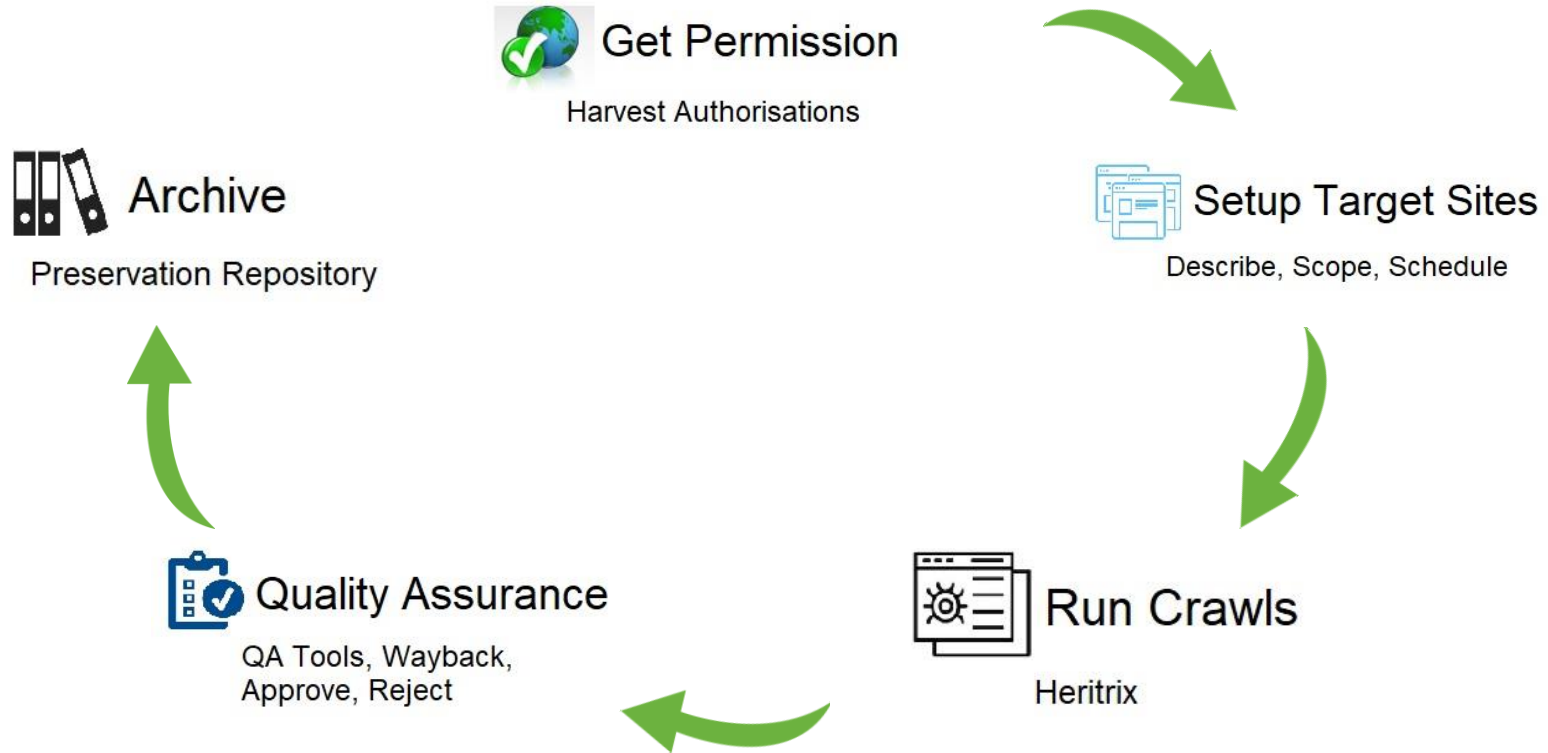 Get Permission
Harvest Authorisations
Setup Target Sites
Describe, Scope, Schedule
Run Crawls
Heritrix
Quality Assurance
QA Tools, Wayback,
Approve, Reject
Archive
Preservation Repository